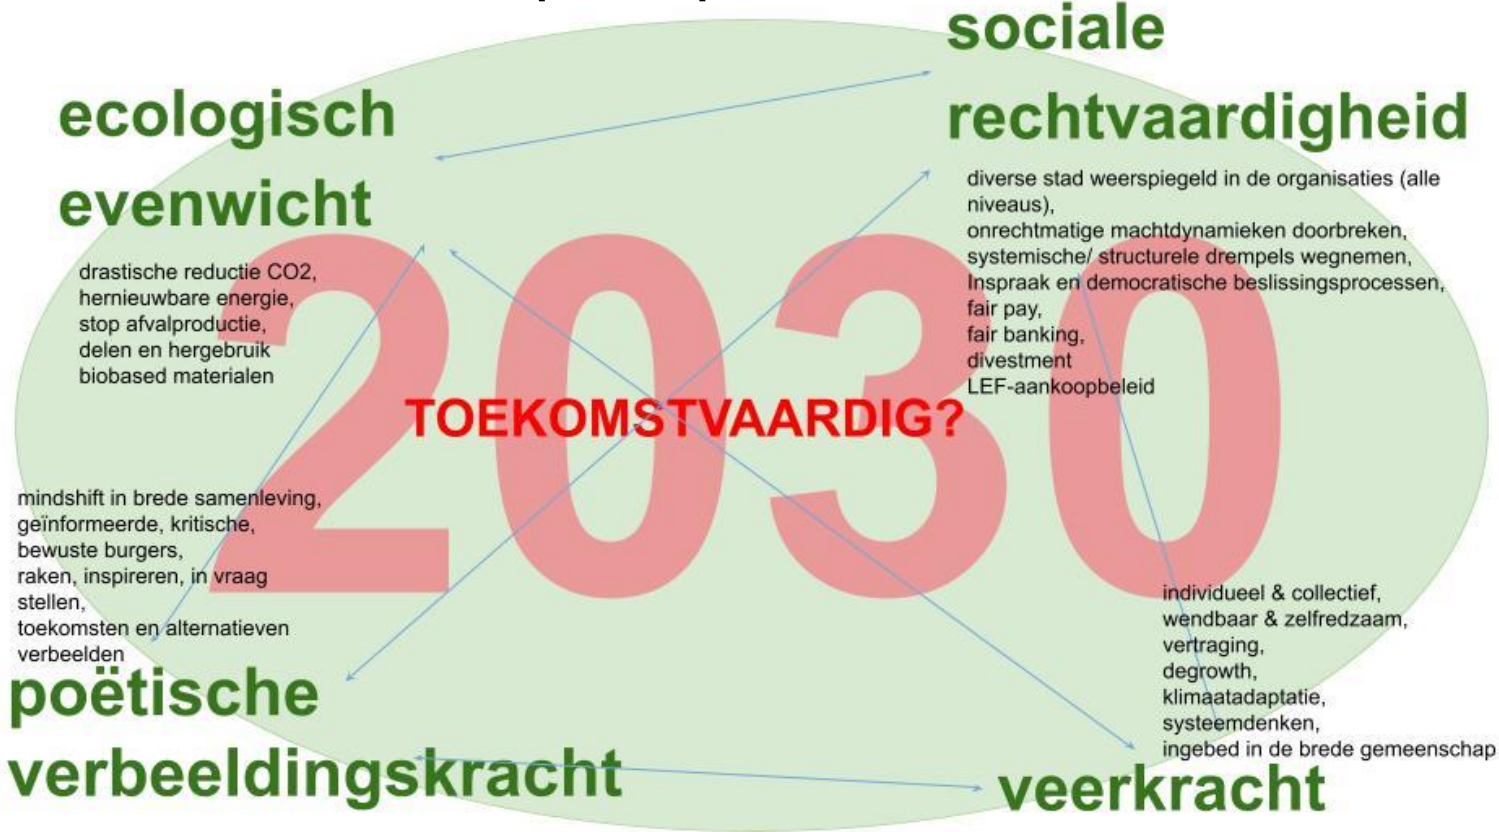 sociale
rechtvaardigheid
ecologisch
evenwicht
diverse stad weerspiegeld in de organisaties (alle
niveaus),
onrechtmatige machtdynamieken doorbreken,
systemische/ structurele drempels wegnemen,
Inspraak en democratische beslissingsprocessen,
fair pay,
fair banking,
divestment
LEF-aankoopbeleid
drastische reductie CO2,
hernieuwbare energie,
stop afvalproductie,
delen en hergebruik
biobased materialen
2030
TOEKOMSTVAARDIG?
mindshift in brede samenleving,
geïnformeerde, kritische,
bewuste burgers,
raken, inspireren, in vraag
stellen,
toekomsten en alternatieven
verbeelden
poëtische
verbeeldingskracht
individueel & collectief,
wendbaar & zelfredzaam,
vertraging,
degrowth,
klimaatadaptatie,
systeemdenken,
ingebed in de brede gemeenschap
veerkracht